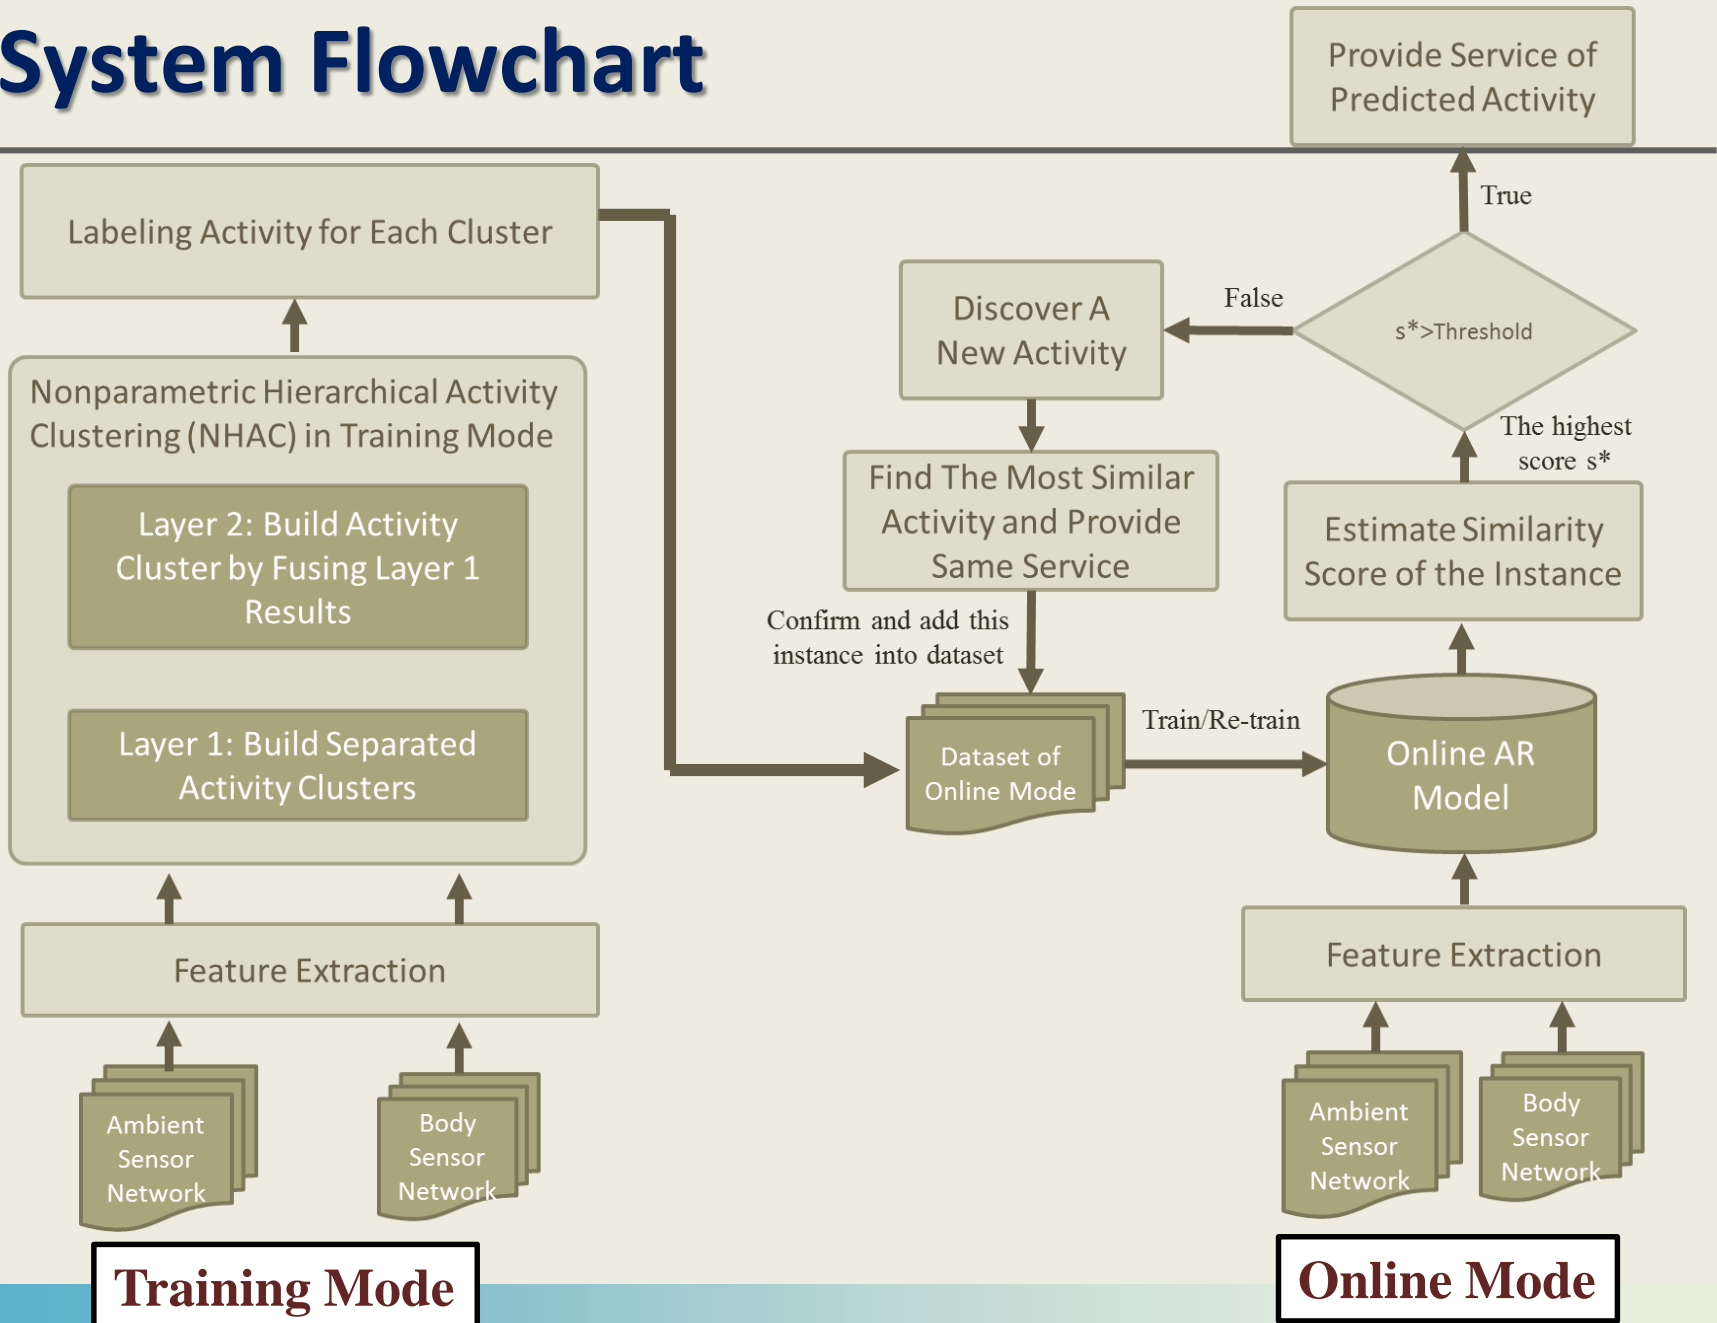 System Flowchart
Provide Service of
Predicted Activity
True
Labeling Activity for Each Cluster
Discover A
New Activity
False
s*>Threshold
Nonparametric Hierarchical Activity
Clustering (NHAC) in Training Mode
The highest
score s*
Layer 2: Build Activity
Cluster by Fusing Layer 1
Results
Find The Most Similar
Activity and Provide
Same Service
Estimate Similarity
Score of the Instance
Confirm and add this
instance into dataset
Layer 1: Build Separated
Activity Clusters
Dataset of
Online Mode
Train/Re-train
Online AR
Model
Feature Extraction
Feature Extraction
Ambient
Sensor
Network
Body
Sensor
Network
Ambient
Sensor
Network
Body
Sensor
Network
Training Mode
Online Mode